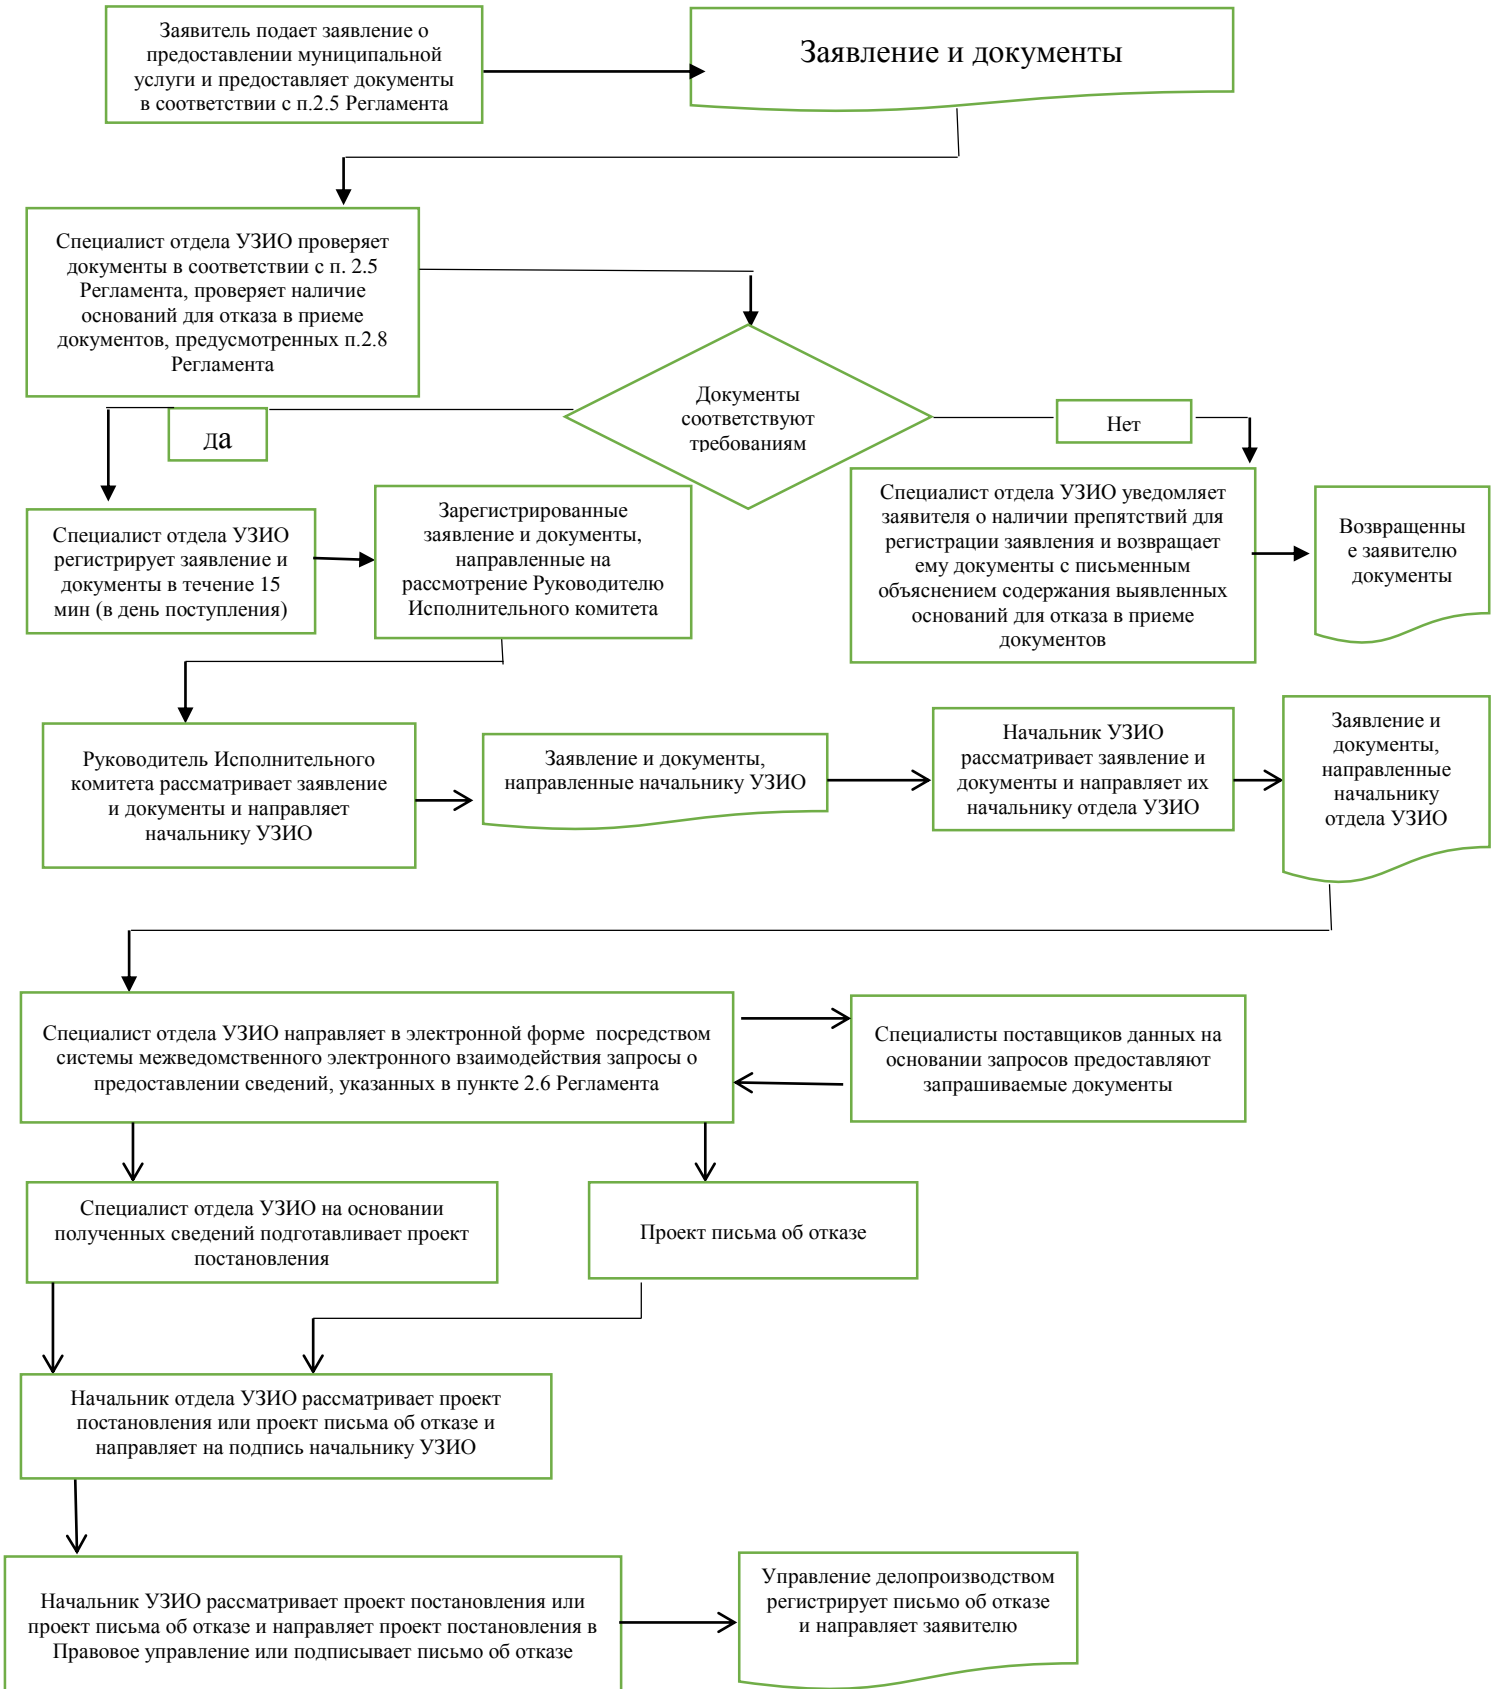 Заявитель подает заявление о
предоставлении муниципальной
услуги и предоставляет документы
в соответствии с п.2.5 Регламента
Заявление и документы
Специалист отдела УЗИО проверяет
документы в соответствии с п. 2.5
Регламента, проверяет наличие
оснований для отказа в приеме
документов, предусмотренных п.2.8
Регламента
Документы
соответствуют
требованиям
да
Нет
Специалист отдела УЗИО
регистрирует заявление и
документы в течение 15
мин (в день поступления)
Зарегистрированные
заявление и документы,
направленные на
рассмотрение Руководителю
Исполнительного комитета
Специалист отдела УЗИО уведомляет
заявителя о наличии препятствий для
регистрации заявления и возвращает
ему документы с письменным
объяснением содержания выявленных
оснований для отказа в приеме
документов
Возвращенны
е заявителю
документы
Руководитель Исполнительного
комитета рассматривает заявление
и документы и направляет
начальнику УЗИО
Заявление и документы,
направленные начальнику УЗИО
Начальник УЗИО
рассматривает заявление и
документы и направляет их
начальнику отдела УЗИО
Заявление и
документы,
направленные
начальнику
отдела УЗИО
Специалист отдела УЗИО направляет в электронной форме  посредством
системы межведомственного электронного взаимодействия запросы о
предоставлении сведений, указанных в пункте 2.6 Регламента
Специалисты поставщиков данных на
основании запросов предоставляют
запрашиваемые документы
Специалист отдела УЗИО на основании
полученных сведений подготавливает проект
постановления
Проект письма об отказе
Начальник отдела УЗИО рассматривает проект
постановления или проект письма об отказе и
направляет на подпись начальнику УЗИО
Начальник УЗИО рассматривает проект постановления или
проект письма об отказе и направляет проект постановления в
Правовое управление или подписывает письмо об отказе
Управление делопроизводством
регистрирует письмо об отказе
и направляет заявителю